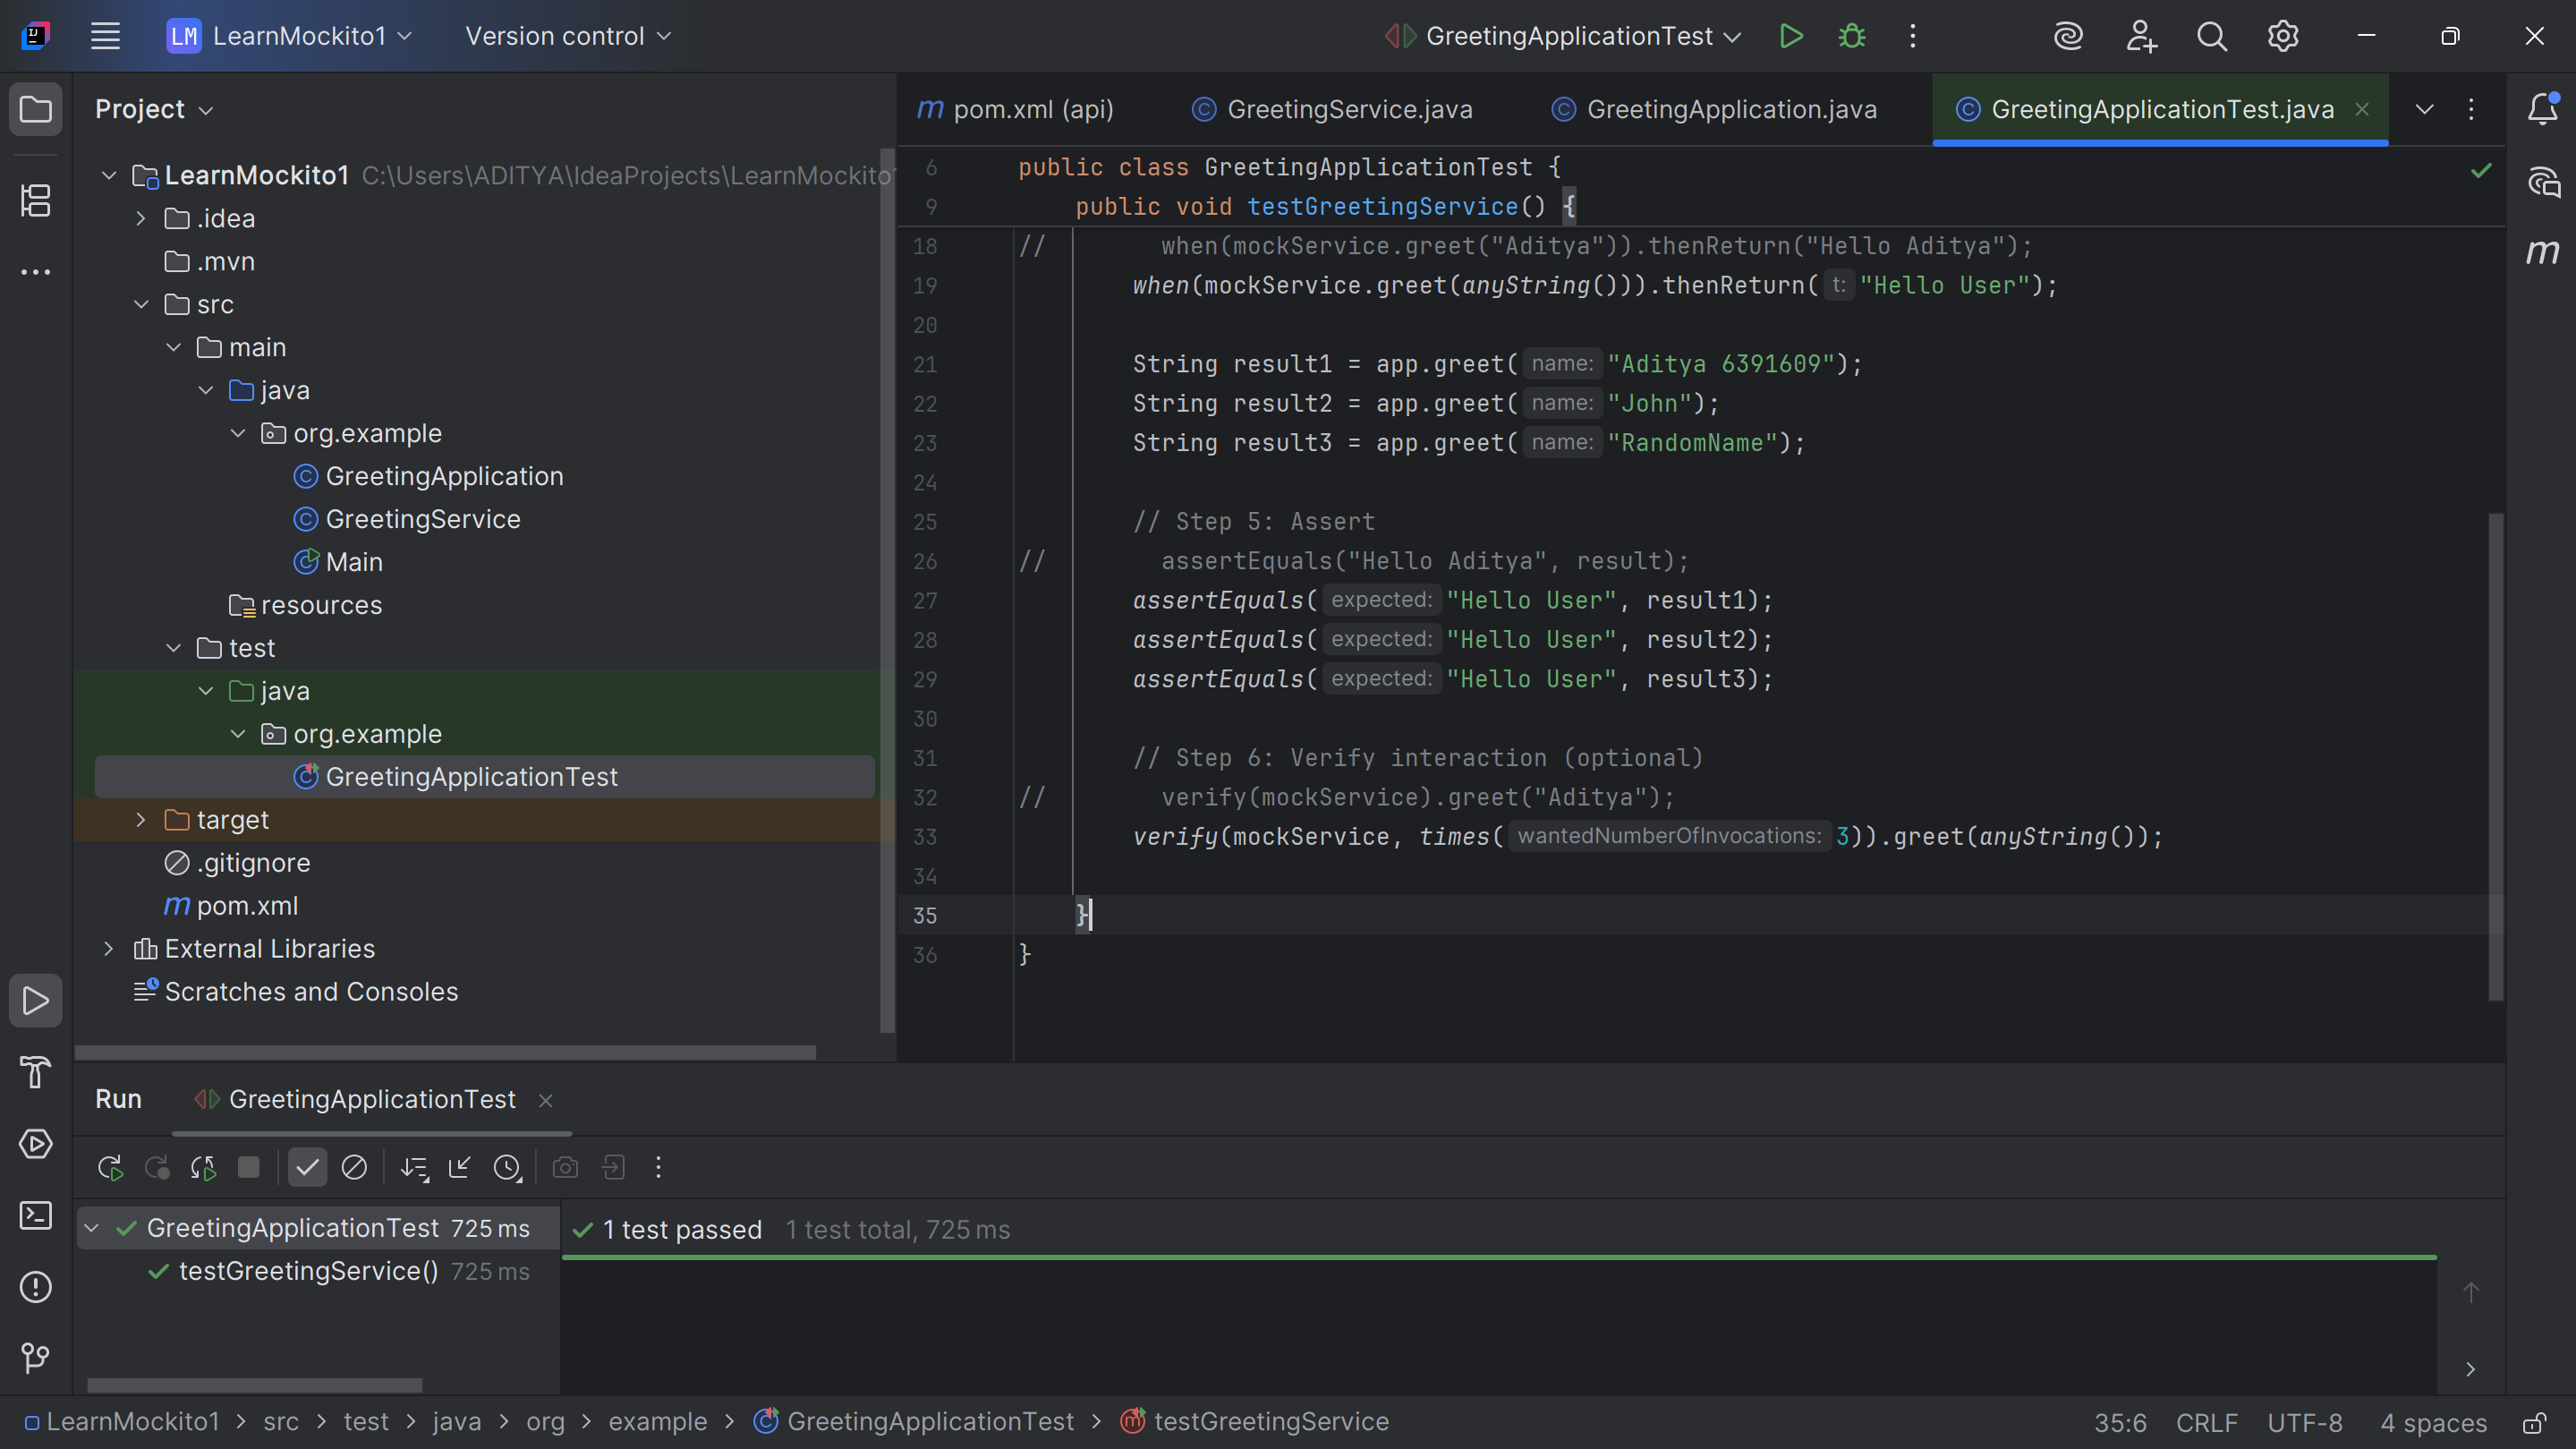 LM LearnMockito1 Version control GreetingApplicationTest
Project
LearnMockito1 C:\Users\ADITYA\IdeaProjects\LearnMockito
.idea
.mvn
src
main
java
org.example
GreetingApplication
GreetingService
Main
resources
test
java
org.example
GreetingApplicationTest
target
.gitignore
m pom.xml
External Libraries
Scratches and Consoles
m pom.xml (api) GreetingService.java GreetingApplication.java GreetingApplicationTest.java
6 public class GreetingApplicationTest {
9 public void testGreetingService() {
18 // when(mockService.greet("Aditya")).thenReturn("Hello Aditya");
19 when(mockService.greet(anyString())).thenReturn( t: "Hello User");
20
21 String result1 = app.greet( name: "Aditya 6391609");
22 String result2 = app.greet( name: "John");
23 String result3 = app.greet( name: "RandomName");
24
25 // Step 5: Assert
26 // assertEquals("Hello Aditya", result);
27 assertEquals( expected: "Hello User", result1);
28 assertEquals( expected: "Hello User", result2);
29 assertEquals( expected: "Hello User", result3);
30
31 // Step 6: Verify interaction (optional)
32 // verify(mockService).greet("Aditya");
33 verify(mockService, times( wantedNumberOfInvocations: 3)).greet(anyString());
34
35 }
36 }
m
Run GreetingApplicationTest
GreetingApplicationTest 725 ms
testGreetingService() 725 ms
1 test passed 1 test total, 725 ms
LearnMockito1 > src > test > java > org > example > GreetingApplicationTest > testGreetingService 35:6 CRLF UTF-8 4 spaces